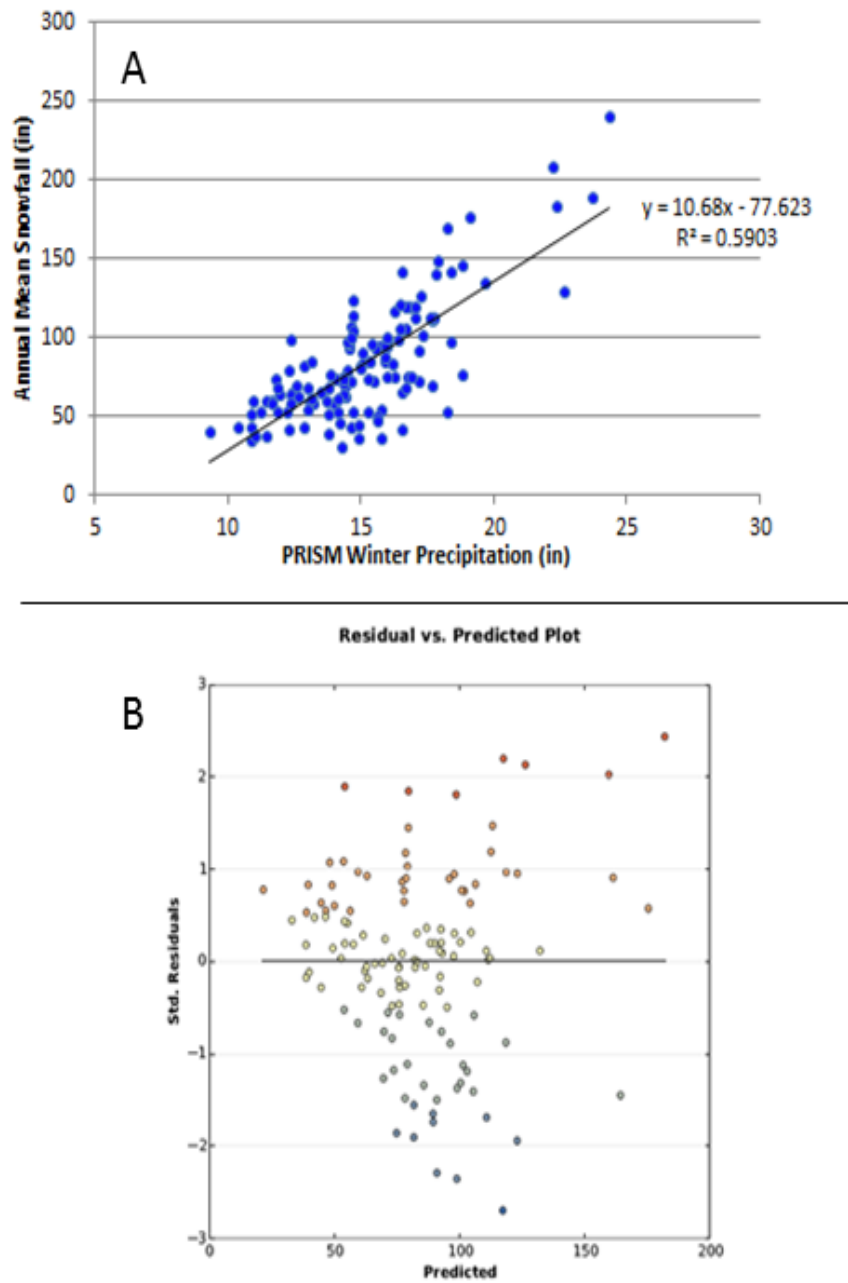 300
A
250
200
150
100
50
0
Annual Mean Snowfall (in)
y = 10.68x - 77.623
R² = 0.5903
5 10 15 20 25 30
PRISM Winter Precipitation (in)
Residual vs. Predicted Plot
B
3
2
1
0
−1
−2
−3
Std. Residuals
0 50 100 150 200
Predicted